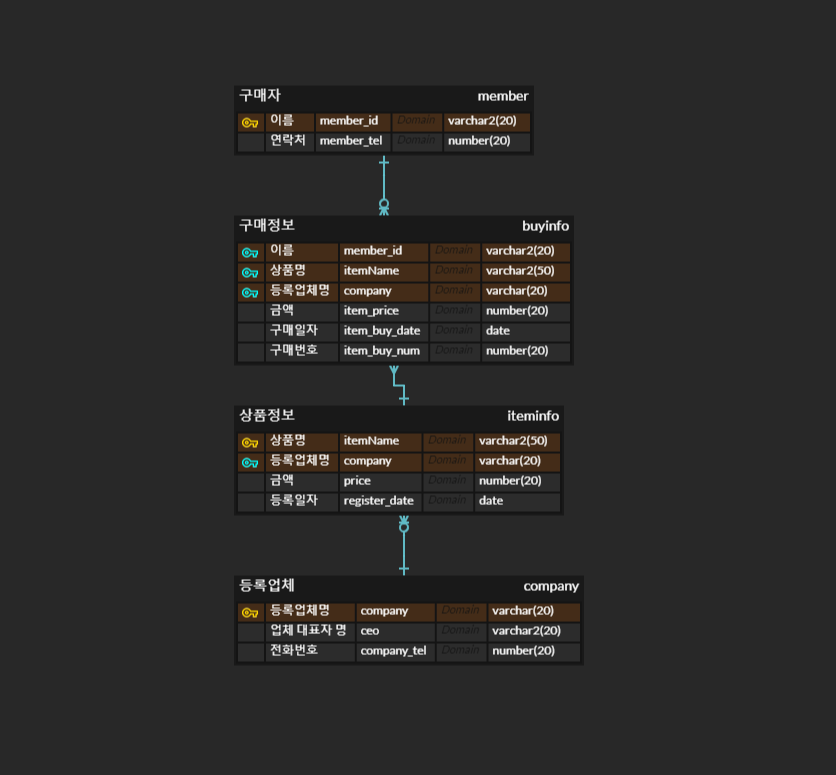 구매자 member
이름 member_id Domain varchar2(20)
연락처 member_tel Domain number(20)
구매정보 buyinfo
이름 member_id Domain varchar2(20)
상품명 itemName Domain varchar2(50)
등록업체명 company Domain varchar(20)
금액 item_price Domain number(20)
구매일자 item_buy_date Domain date
구매번호 item_buy_num Domain number(20)
상품정보 iteminfo
상품명 itemName Domain varchar2(50)
등록업체명 company Domain varchar(20)
금액 price Domain number(20)
등록일자 register_date Domain date
등록업체 company
등록업체명 company Domain varchar(20)
업체 대표자 명 ceo Domain varchar2(20)
전화번호 company_tel Domain number(20)